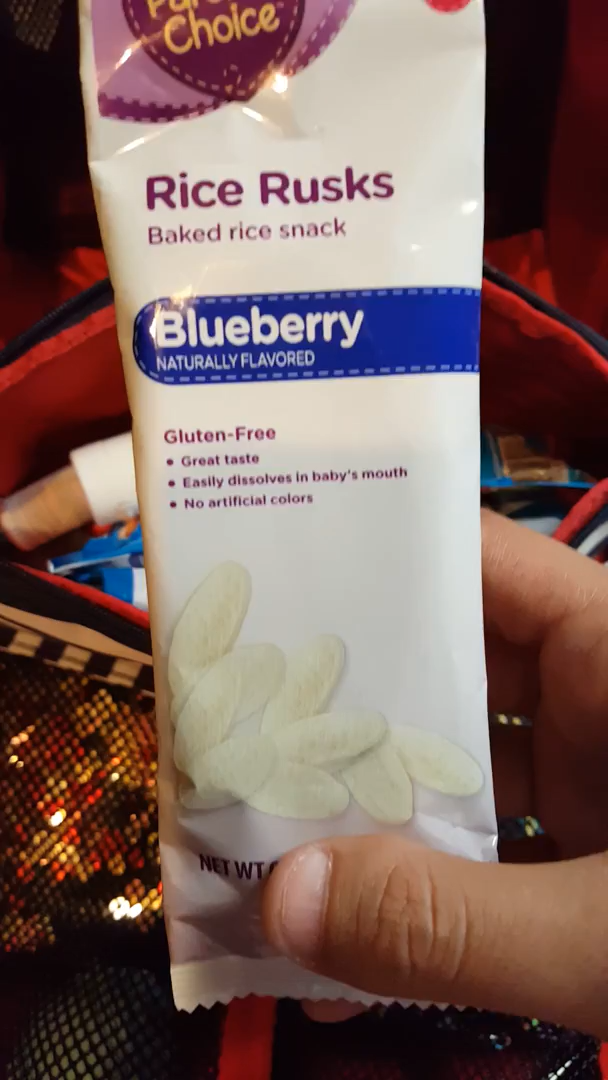 Choice
Rice Rusks
Baked rice snack
Blueberry
NATURALLY FLAVORED
Gluten-Free
• Great taste
• Easily dissolves in baby's mouth
• No artificial colors
NET WT